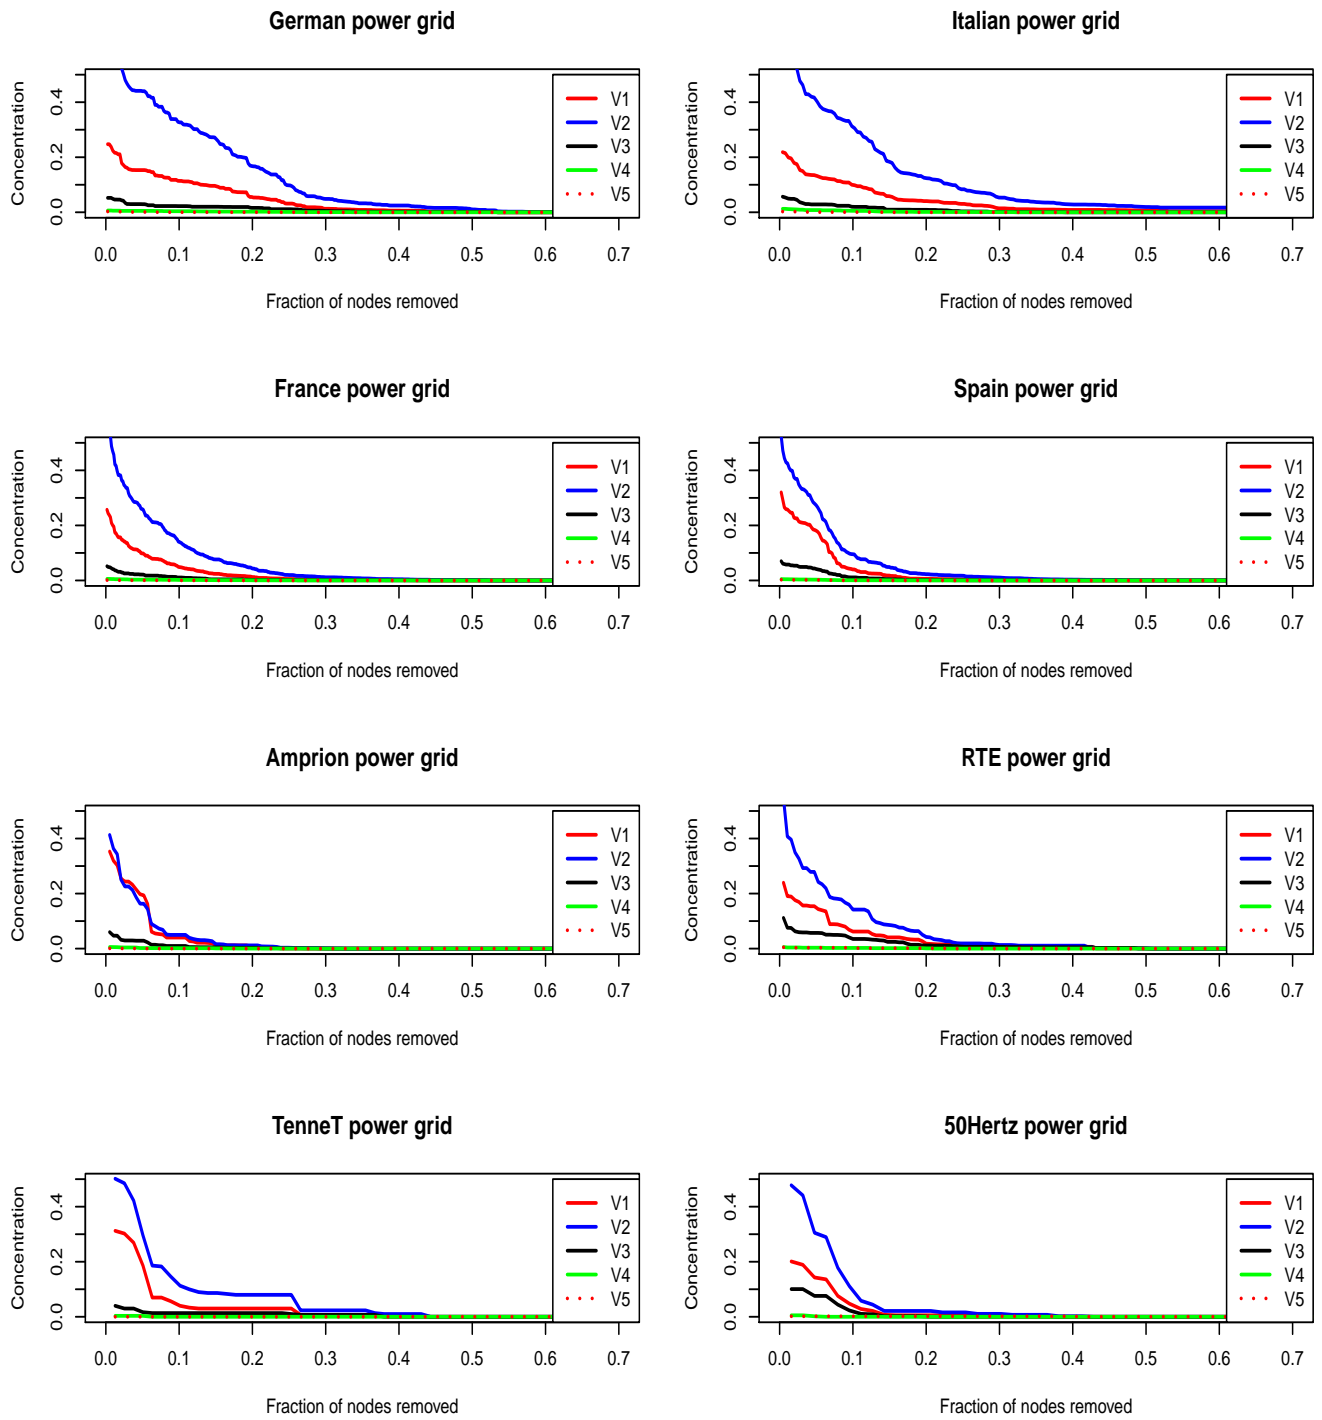 German power grid
Concentration
0.0 0.2 0.4
V1
V2
V3
V4
V5
0.0 0.1 0.2 0.3 0.4 0.5 0.6 0.7
Fraction of nodes removed
Italian power grid
Concentration
0.0 0.2 0.4
V1
V2
V3
V4
V5
0.0 0.1 0.2 0.3 0.4 0.5 0.6 0.7
Fraction of nodes removed
France power grid
Concentration
0.0 0.2 0.4
V1
V2
V3
V4
V5
0.0 0.1 0.2 0.3 0.4 0.5 0.6 0.7
Fraction of nodes removed
Spain power grid
Concentration
0.0 0.2 0.4
V1
V2
V3
V4
V5
0.0 0.1 0.2 0.3 0.4 0.5 0.6 0.7
Fraction of nodes removed
Amprion power grid
Concentration
0.0 0.2 0.4
V1
V2
V3
V4
V5
0.0 0.1 0.2 0.3 0.4 0.5 0.6 0.7
Fraction of nodes removed
RTE power grid
Concentration
0.0 0.2 0.4
V1
V2
V3
V4
V5
0.0 0.1 0.2 0.3 0.4 0.5 0.6 0.7
Fraction of nodes removed
TenneT power grid
Concentration
0.0 0.2 0.4
V1
V2
V3
V4
V5
0.0 0.1 0.2 0.3 0.4 0.5 0.6 0.7
Fraction of nodes removed
50Hertz power grid
Concentration
0.0 0.2 0.4
V1
V2
V3
V4
V5
0.0 0.1 0.2 0.3 0.4 0.5 0.6 0.7
Fraction of nodes removed